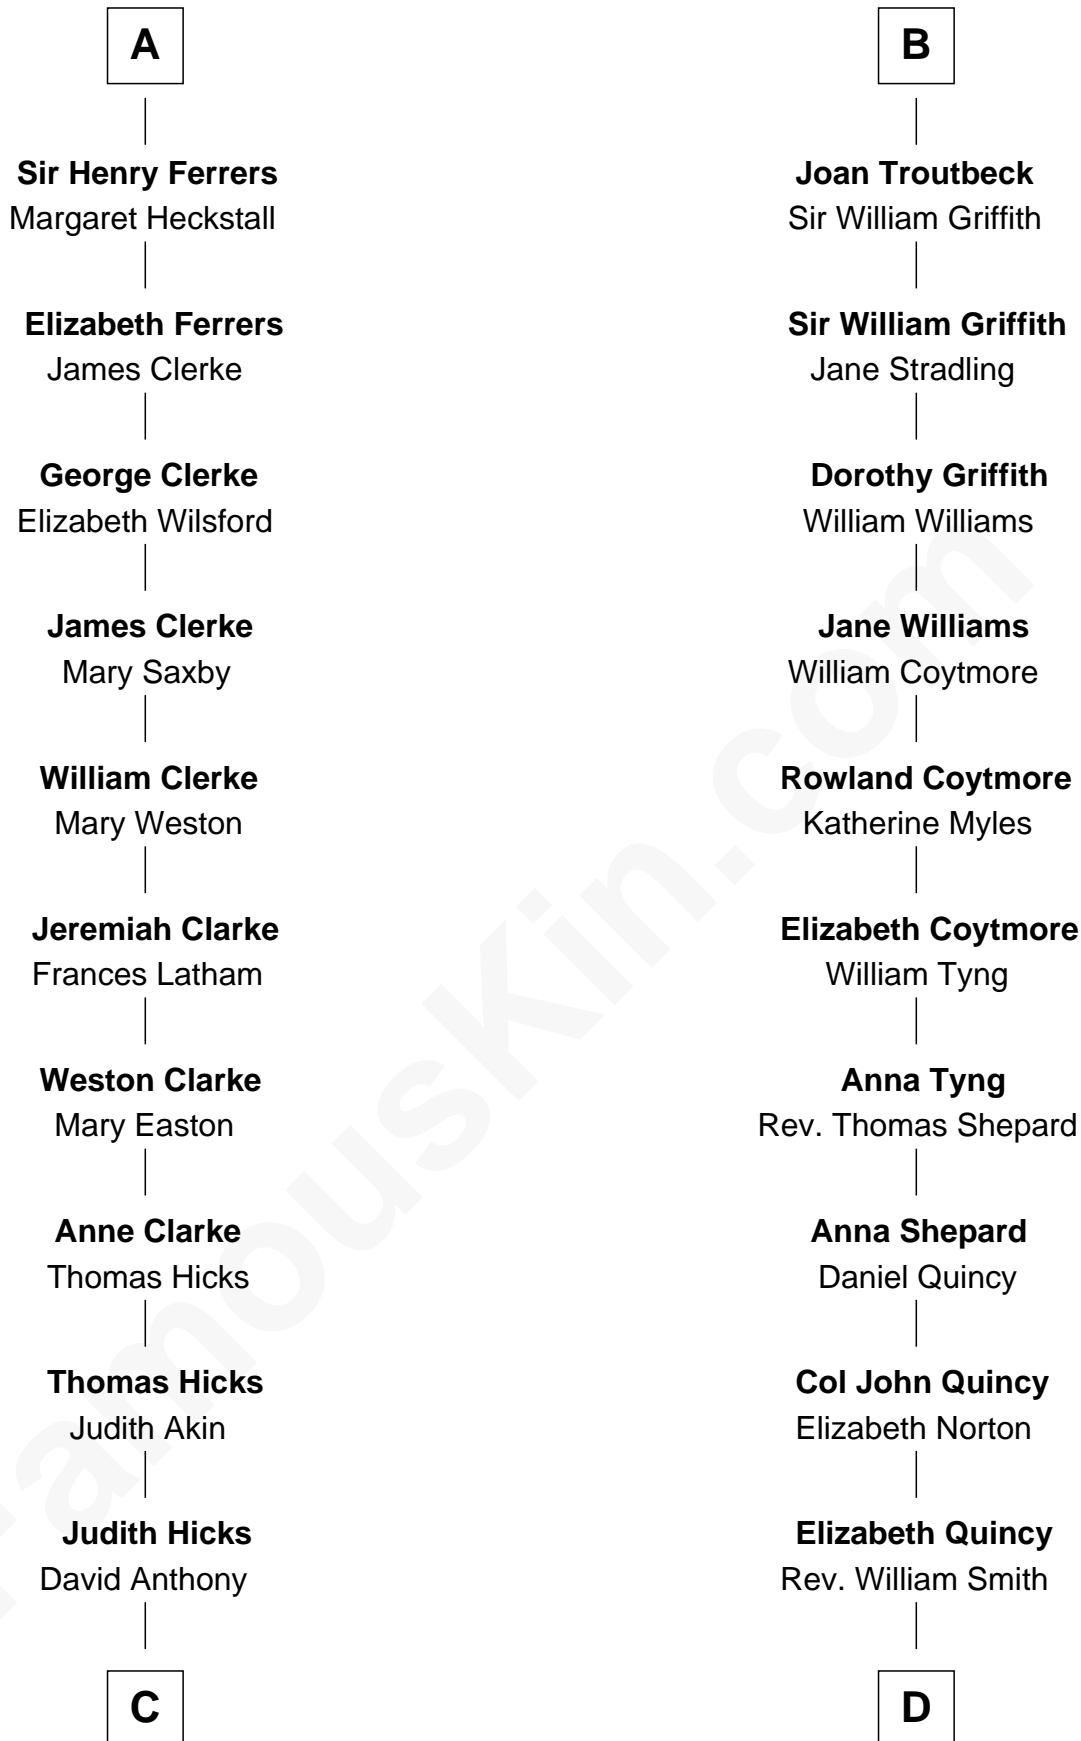 A
Sir Henry Ferrers
Margaret Heckstall
Elizabeth Ferrers
James Clerke
George Clerke
Elizabeth Wilsford
James Clerke
Mary Saxby
William Clerke
Mary Weston
Jeremiah Clarke
Frances Latham
Weston Clarke
Mary Easton
Anne Clarke
Thomas Hicks
Thomas Hicks
Judith Akin
Judith Hicks
David Anthony
C
B
Joan Troutbeck
Sir William Griffith
Sir William Griffith
Jane Stradling
Dorothy Griffith
William Williams
Jane Williams
William Coytmore
Rowland Coytmore
Katherine Myles
Elizabeth Coytmore
William Tyng
Anna Tyng
Rev. Thomas Shepard
Anna Shepard
Daniel Quincy
Col John Quincy
Elizabeth Norton
Elizabeth Quincy
Rev. William Smith
D
FamousKin.com